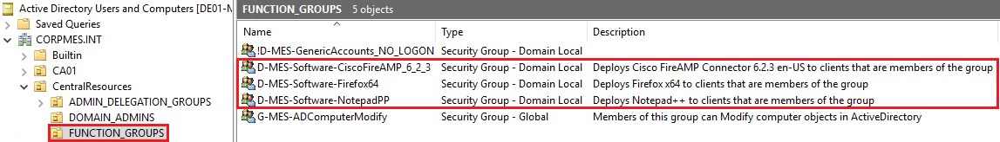 Active Directory Users and Computers [DE01-M
Saved Queries
CORPMES.INT
Builtin
CA01
CentralResources
ADMIN_DELEGATION_GROUPS
DOMAIN_ADMINS
FUNCTION_GROUPS
FUNCTION_GROUPS 5 objects
Name Type Description
!D-MES-GenericAccounts_NO_LOGON Security Group - Domain Local
D-MES-Software-CiscoFireAMP_6_2_3 Security Group - Domain Local Deploys Cisco FireAMP Connector 6.2.3 en-US to clients that are members of the group
D-MES-Software-Firefox64 Security Group - Domain Local Deploys Firefox x64 to clients that are members of the group
D-MES-Software-NotepadPP Security Group - Domain Local Deploys Notepad++ to clients that are members of the group
G-MES-ADComputerModify Security Group - Global Members of this group can Modify computer objects in ActiveDirectory